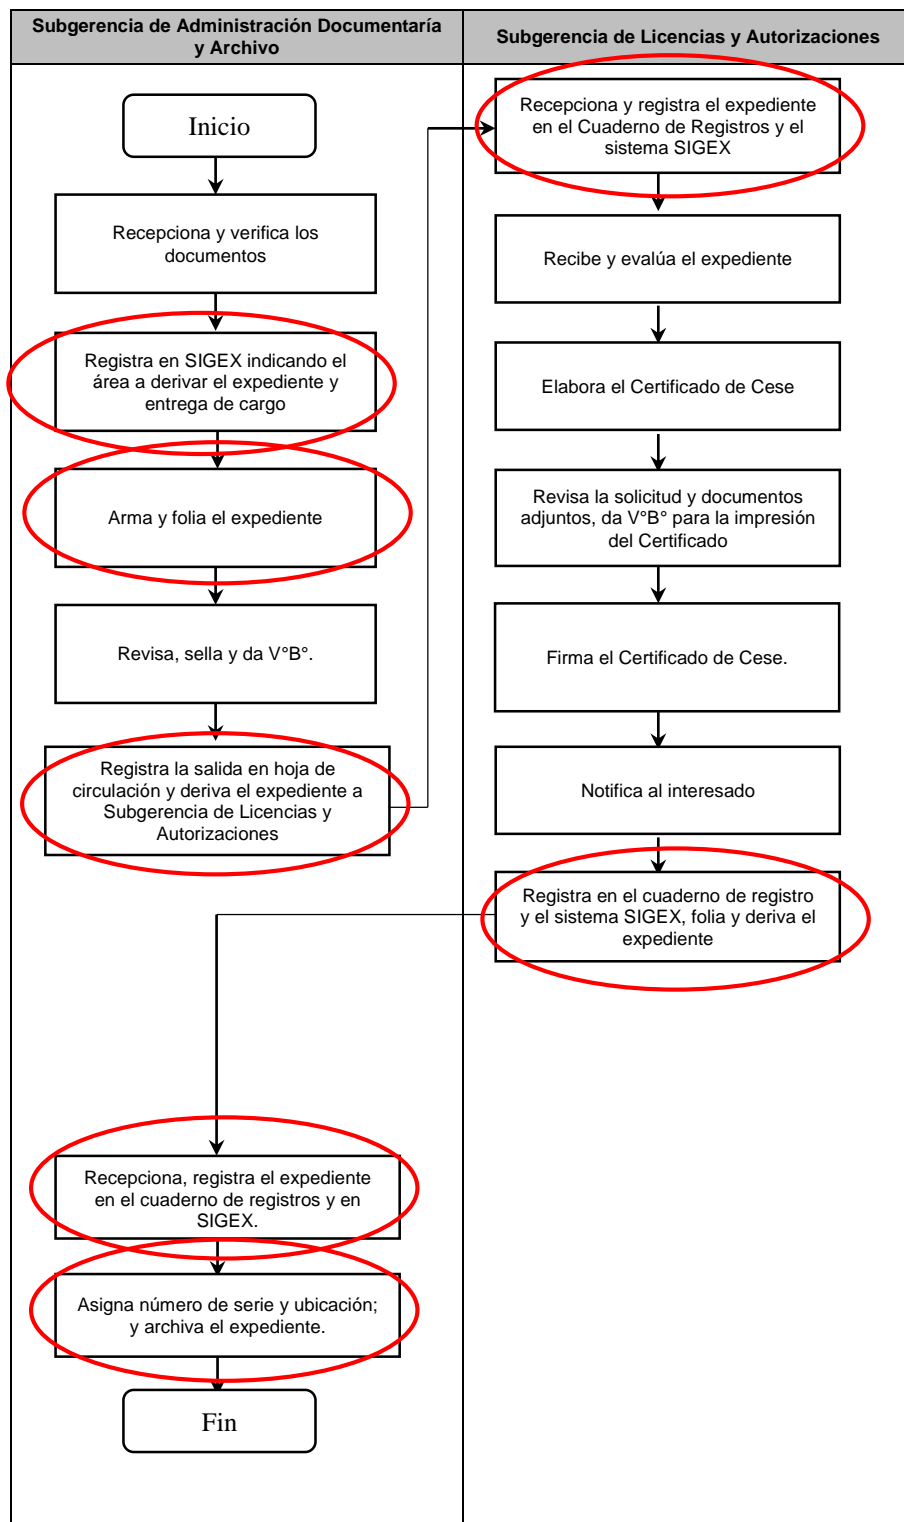 Subgerencia de Administración Documentaría
y Archivo
Subgerencia de Licencias y Autorizaciones
Inicio
Recepciona y verifica los
documentos
Registra en SIGEX indicando el
área a derivar el expediente y
entrega de cargo
Arma y folia el expediente
Revisa, sella y da V°B°.
Registra la salida en hoja de
circulación y deriva el expediente a
Subgerencia de Licencias y
Autorizaciones
Recepciona y registra el expediente
en el Cuaderno de Registros y el
sistema SIGEX
Recibe y evalúa el expediente
Elabora el Certificado de Cese
Revisa la solicitud y documentos
adjuntos, da V°B° para la impresión
del Certificado
Firma el Certificado de Cese.
Notifica al interesado
Registra en el cuaderno de registro
y el sistema SIGEX, folia y deriva el
expediente
Recepciona, registra el expediente
en el cuaderno de registros y en
SIGEX.
Asigna número de serie y ubicación;
y archiva el expediente.
Fin